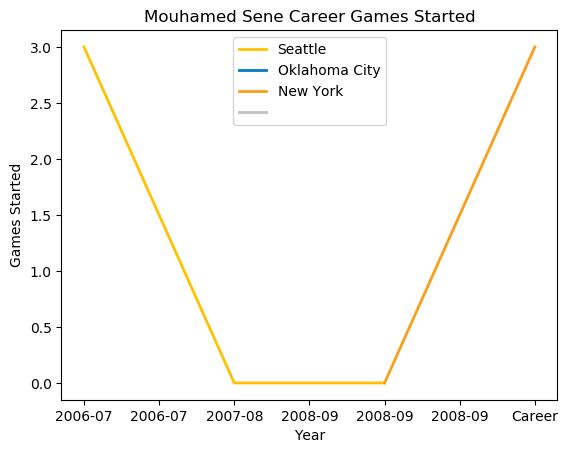 Mouhamed Sene Career Games Started
Seattle
Oklahoma City
New York
3.0
2.5
2.0
1.5
1.0
0.5
0.0
Games Started
2006-07 2006-07 2007-08 2008-09 2008-09 2008-09 Career
Year